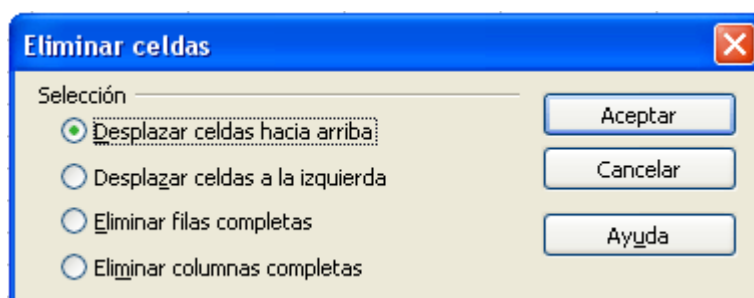 Eliminar celdas
Selección
Desplazar celdas hacia arriba
Desplazar celdas a la izquierda
Eliminar filas completas
Eliminar columnas completas
Aceptar
Cancelar
Ayuda